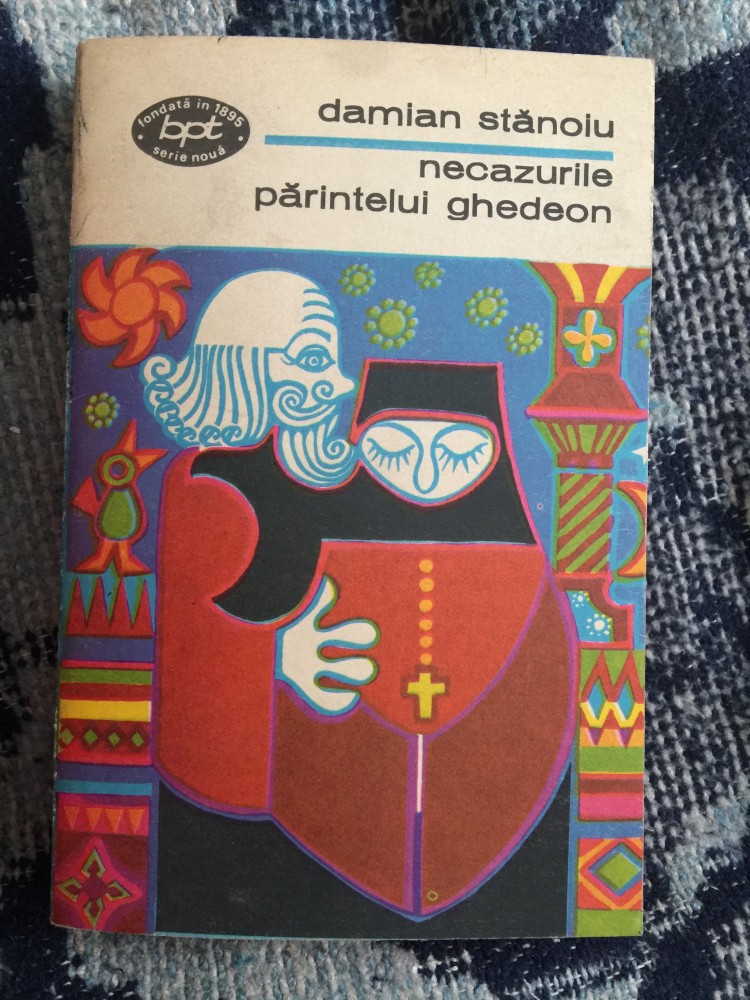 fondată în 1895
bpt
serie nouă
damian stănoiu
necazurile
părintelui ghedeon